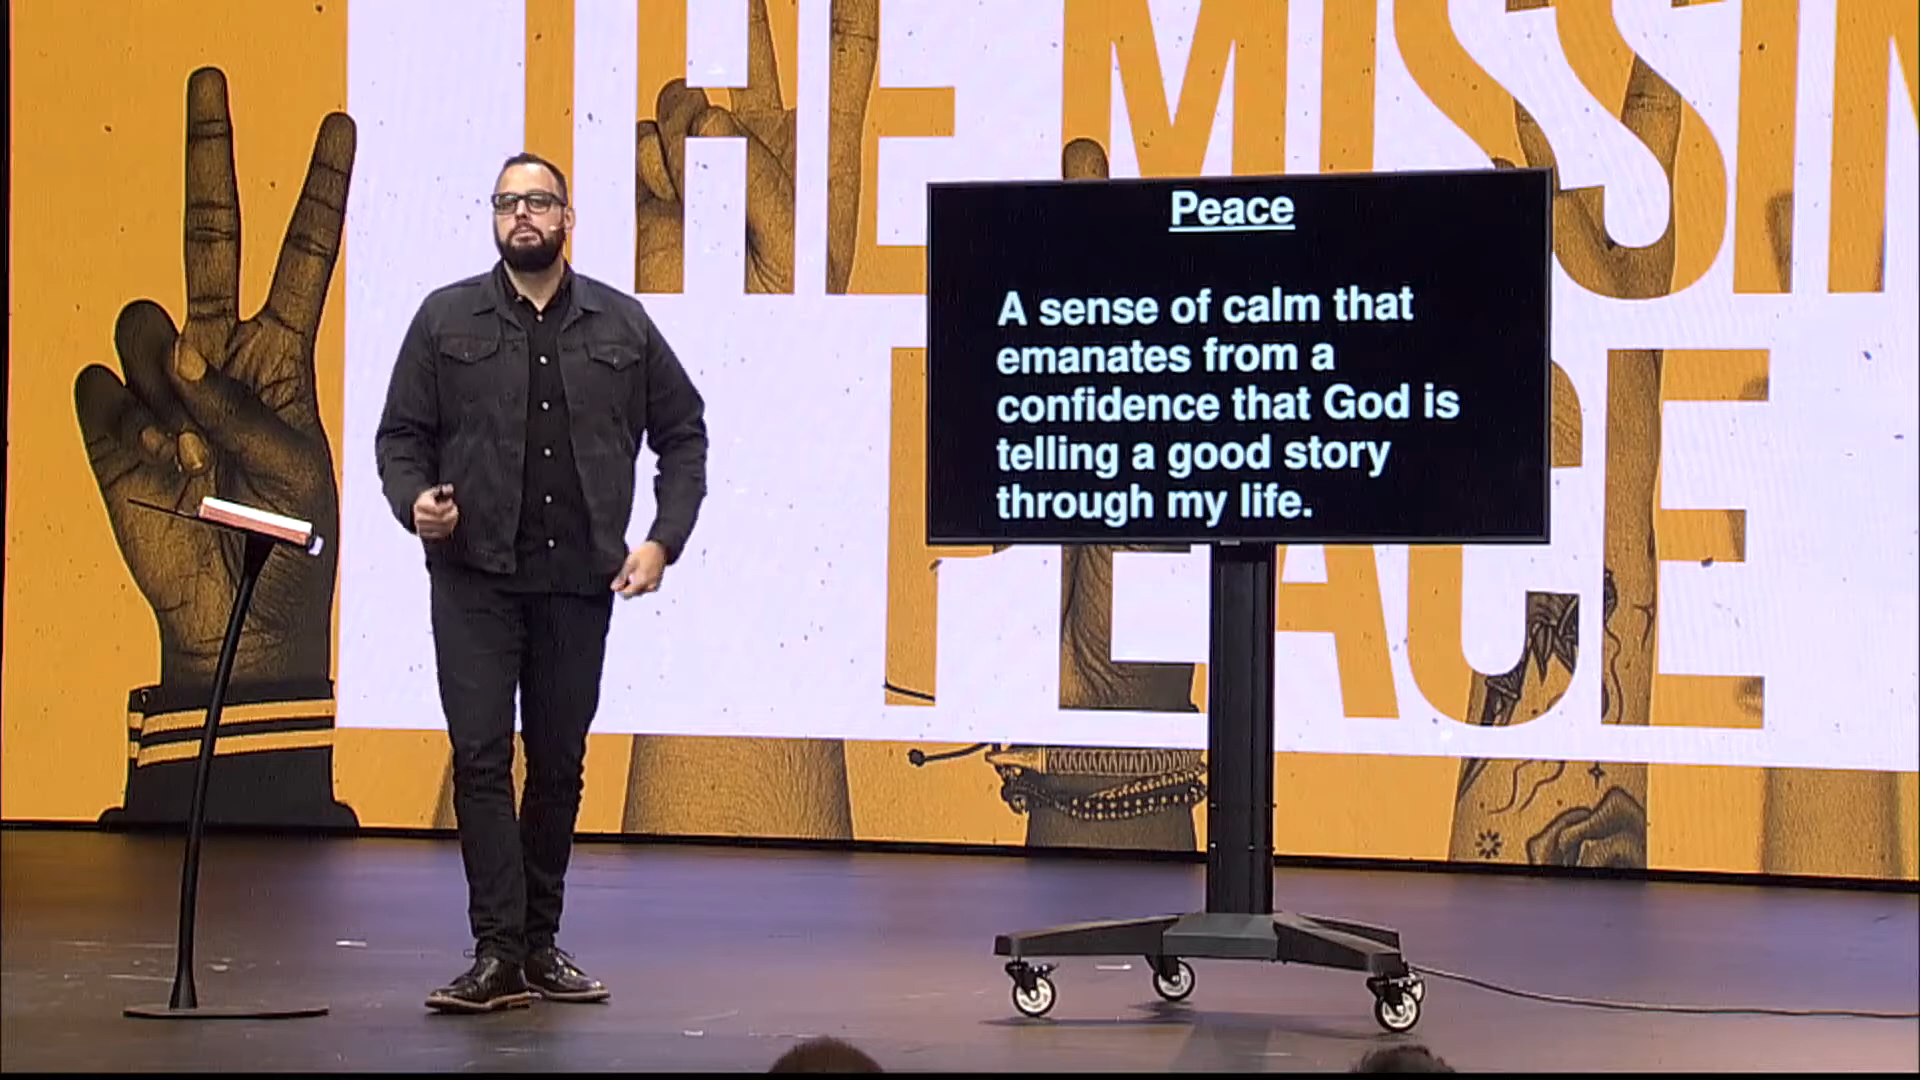 THE MISSIN
PEACE
Peace
A sense of calm that
emanates from a
confidence that God is
telling a good story
through my life.